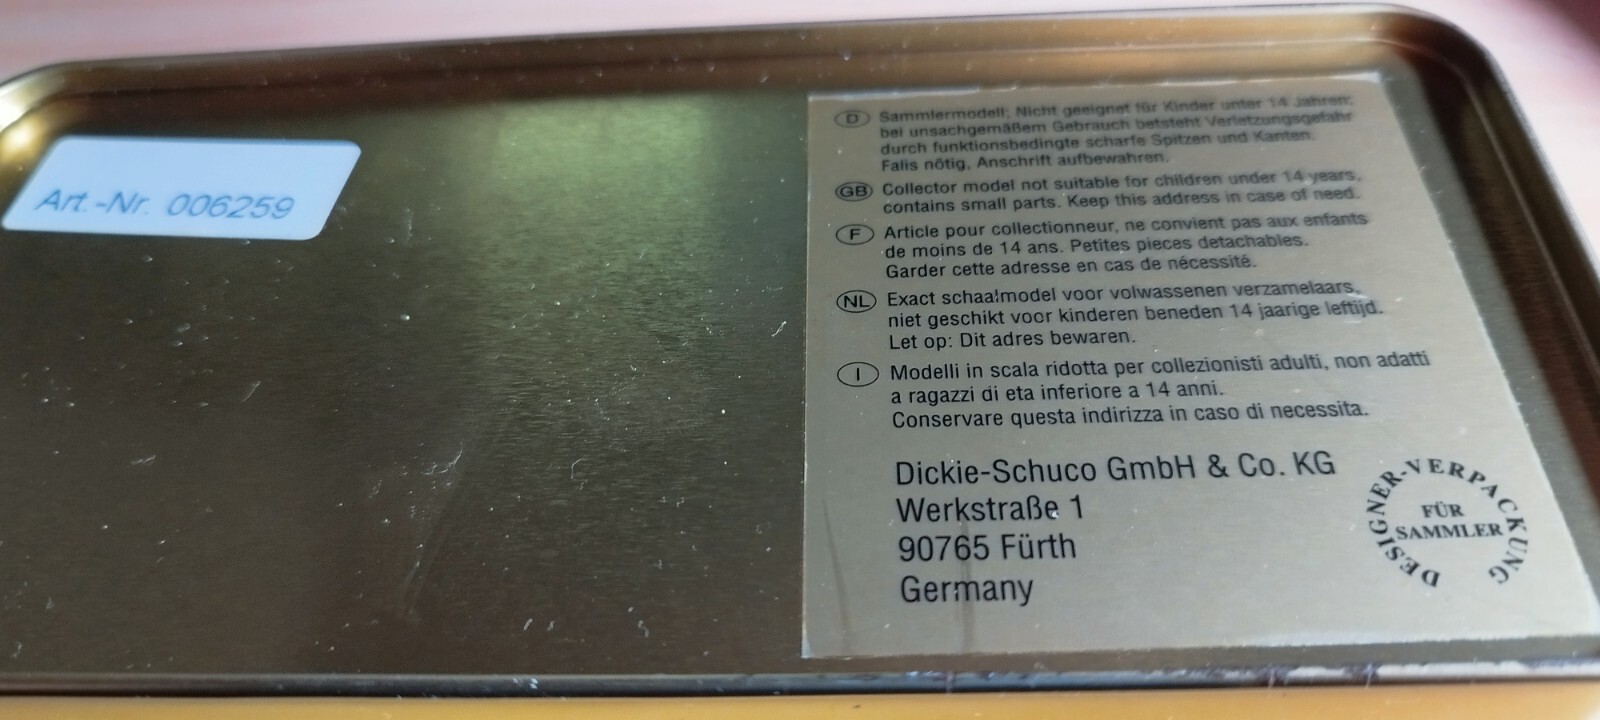 Art.-Nr. 006259
D Sammlermodell; Nicht geeignet für Kinder unter 14 Jahren;
bei unsachgemäßem Gebrauch betsteht Verletzungsgefahr
durch funktionsbedingte scharfe Spitzen und Kanten.
Falls nötig, Anschrift aufbewahren.
GB Collector model not suitable for children under 14 years,
contains small parts. Keep this address in case of need.
F Article pour collectionneur, ne convient pas aux enfants
de moins de 14 ans. Petites pieces detachables.
Garder cette adresse en cas de nécessité.
NL Exact schaalmodel voor volwassenen verzamelaars,
niet geschikt voor kinderen beneden 14 jaarige leftijd.
Let op: Dit adres bewaren.
I Modelli in scala ridotta per collezionisti adulti, non adatti
a ragazzi di eta inferiore a 14 anni.
Conservare questa indirizza in caso di necessita.
Dickie-Schuco GmbH & Co. KG
Werkstraße 1
90765 Fürth
Germany
DESIGNER-VERPACKUNG
FÜR
SAMMLER